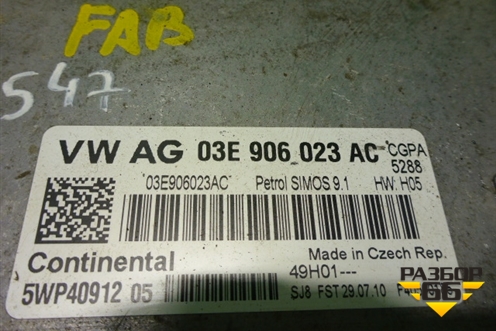 FAB
547
VW AG 03E 906 023 AC CGPA
5288
03E906023AC Petrol SIMOS 9.1 HW: H05
Continental Made in Czech Rep.
49H01---
5WP40912 05 SJ8 FST 29.07.10
РАЗБОР
66